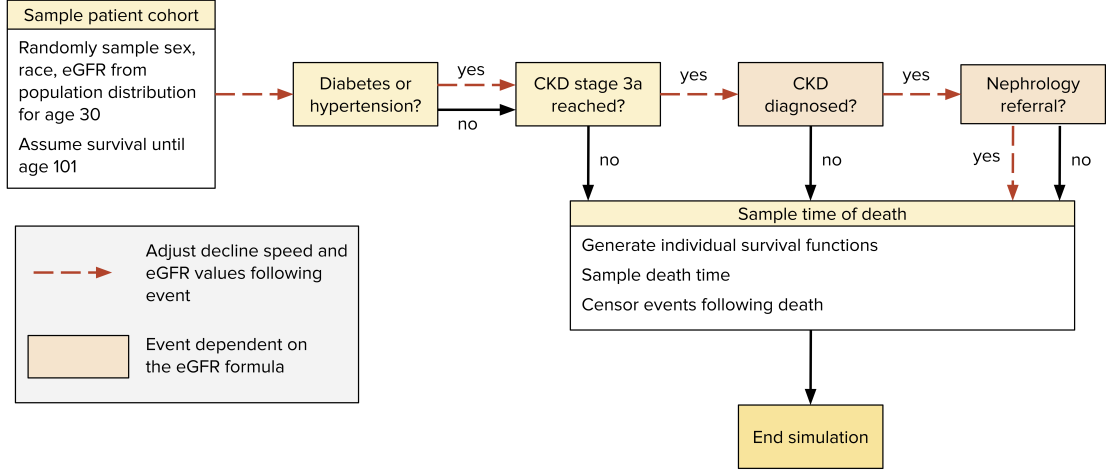 Sample patient cohort
Randomly sample sex,
race, eGFR from
population distribution
for age 30
Assume survival until
age 101
Diabetes or
hypertension?
yes
no
CKD stage 3a
reached?
yes
no
CKD
diagnosed?
yes
no
Nephrology
referral?
yes
no
Sample time of death
Generate individual survival functions
Sample death time
Censor events following death
End simulation
Adjust decline speed and
eGFR values following
event
Event dependent on
the eGFR formula